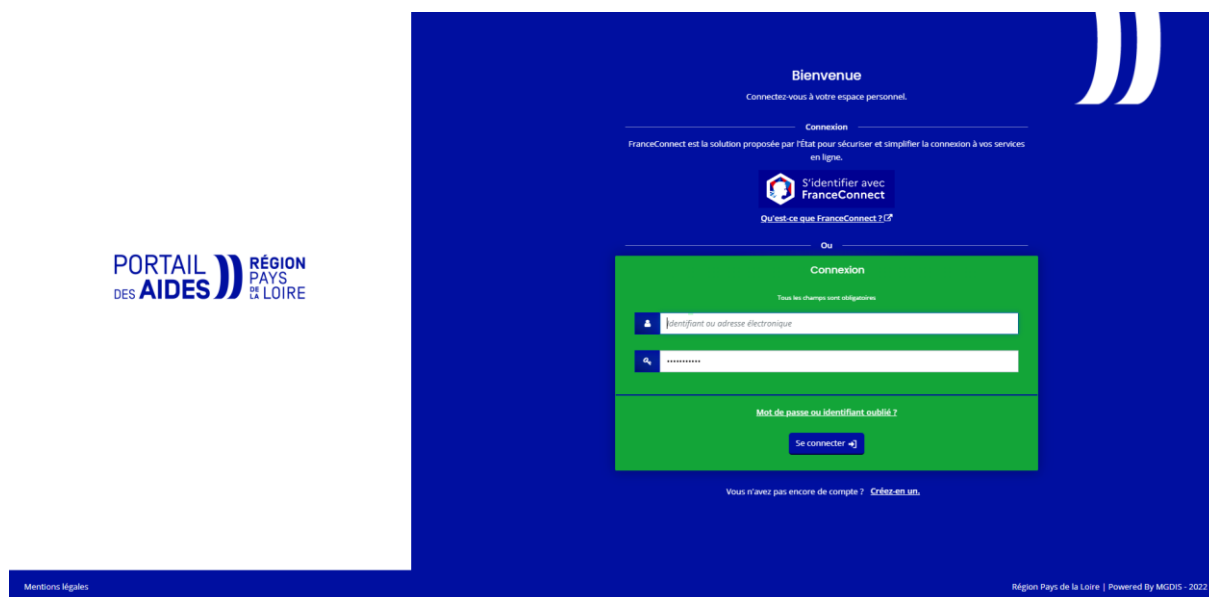 PORTAIL
DES AIDES
RÉGION
PAYS
DE LA LOIRE
Bienvenue
Connectez-vous à votre espace personnel.
Connexion
FranceConnect est la solution proposée par l'État pour sécuriser et simplifier la connexion à vos services
en ligne.
S'identifier avec
FranceConnect
Qu'est-ce que FranceConnect ?
Ou
Connexion
Tous les champs sont obligatoires
Identifiant ou adresse électronique
•••••••••••
Mot de passe ou identifiant oublié ?
Se connecter
Vous n'avez pas encore de compte ? Créez-en un.
Mentions légales
Région Pays de la Loire | Powered By MGDIS - 2022